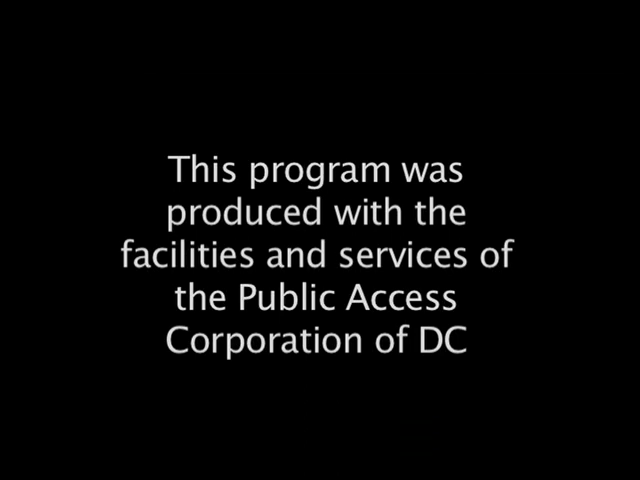 This program was
produced with the
facilities and services of
the Public Access
Corporation of DC